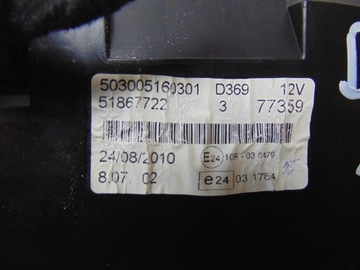 503005160301 D369 12V
51867722 3 77359
24/08/2010 E24 10R - 03 0479
8.07. 02 e24 03 1764